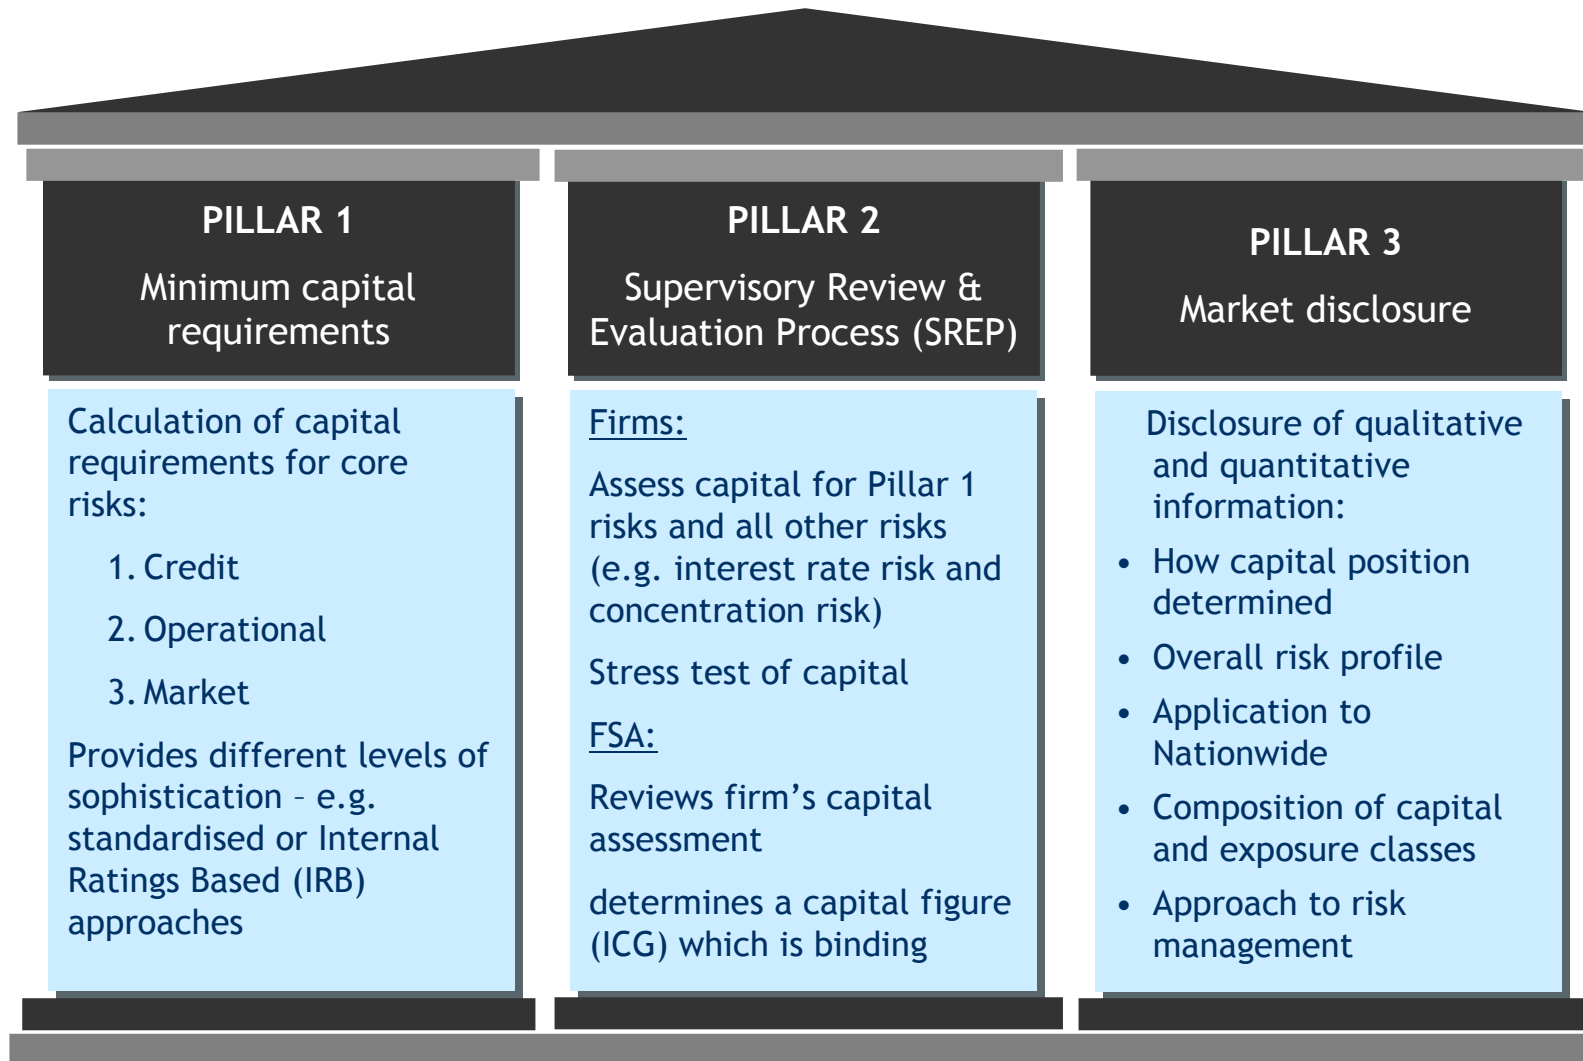 PILLAR 1
Minimum capital
requirements
Calculation of capital
requirements for core
risks:
1. Credit
2. Operational
3. Market
Provides different levels of
sophistication – e.g.
standardised or Internal
Ratings Based (IRB)
approaches
PILLAR 2
Supervisory Review &
Evaluation Process (SREP)
Firms:
Assess capital for Pillar 1
risks and all other risks
(e.g. interest rate risk and
concentration risk)
Stress test of capital
FSA:
Reviews firm’s capital
assessment
determines a capital figure
(ICG) which is binding
PILLAR 3
Market disclosure
Disclosure of qualitative
and quantitative
information:
• How capital position
determined
• Overall risk profile
• Application to
Nationwide
• Composition of capital
and exposure classes
• Approach to risk
management